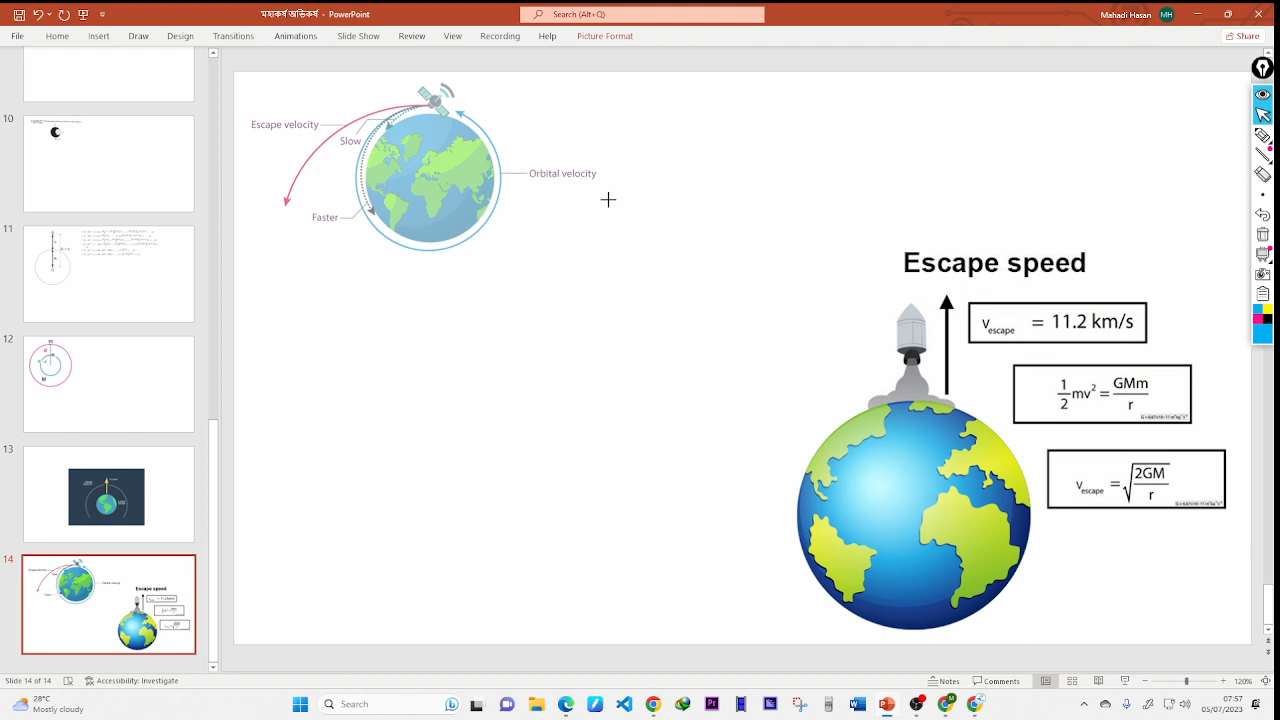 মহাকর্ষ ও অভিকর্ষ - PowerPoint
Search (Alt+Q)
Mahadi Hasan
MH
File Home Insert Draw Design Transitions Animations Slide Show Review View Recording Help Picture Format
Share
10
11
12
13
14
Escape velocity
Slow
Orbital velocity
Faster
Escape speed
v escape = 11.2 km/s
1/2 mv² = GMm/r
v escape = √2GM/r
Slide 14 of 14
Accessibility: Investigate
Notes
Comments
120%
28°C
Mostly cloudy
Search
07:57
05/07/2023